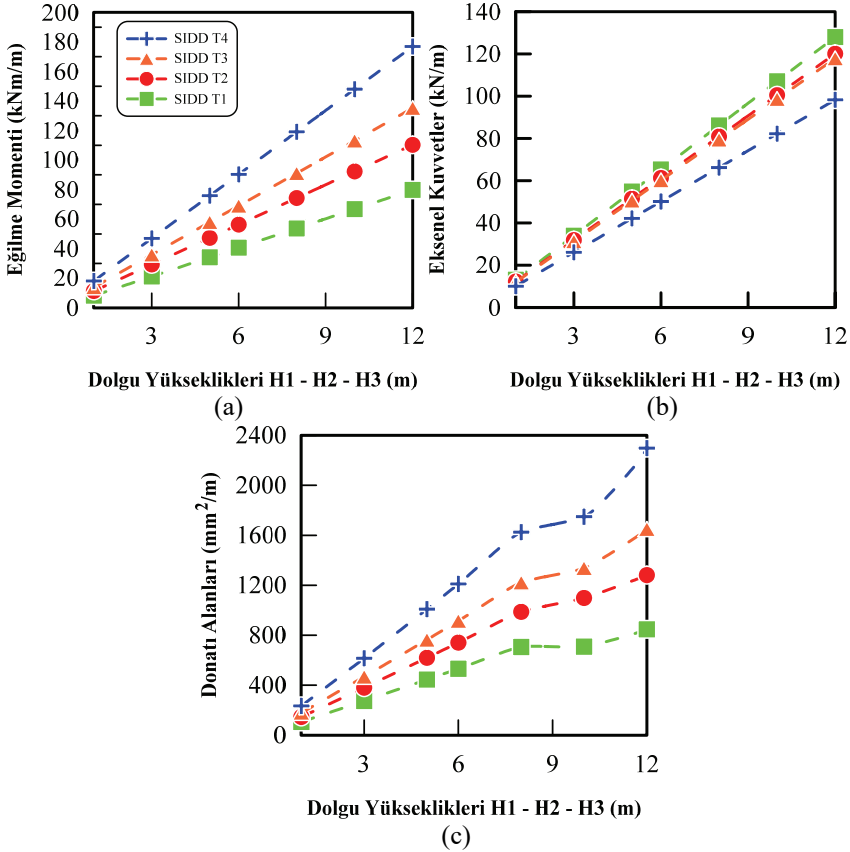 200
180
160
140
120
100
80
60
40
20
0
Eğilme Momenti (kNm/m)
SIDD T4
SIDD T3
SIDD T2
SIDD T1
3 6 9 12
Dolgu Yükseklikleri H1 - H2 - H3 (m)
(a)
140
120
100
80
60
40
20
0
Eksenel Kuvvetler (kN/m)
3 6 9 12
Dolgu Yükseklikleri H1 - H2 - H3 (m)
(b)
2400
2000
1600
1200
800
400
0
Donatı Alanları (mm²/m)
3 6 9 12
Dolgu Yükseklikleri H1 - H2 - H3 (m)
(c)